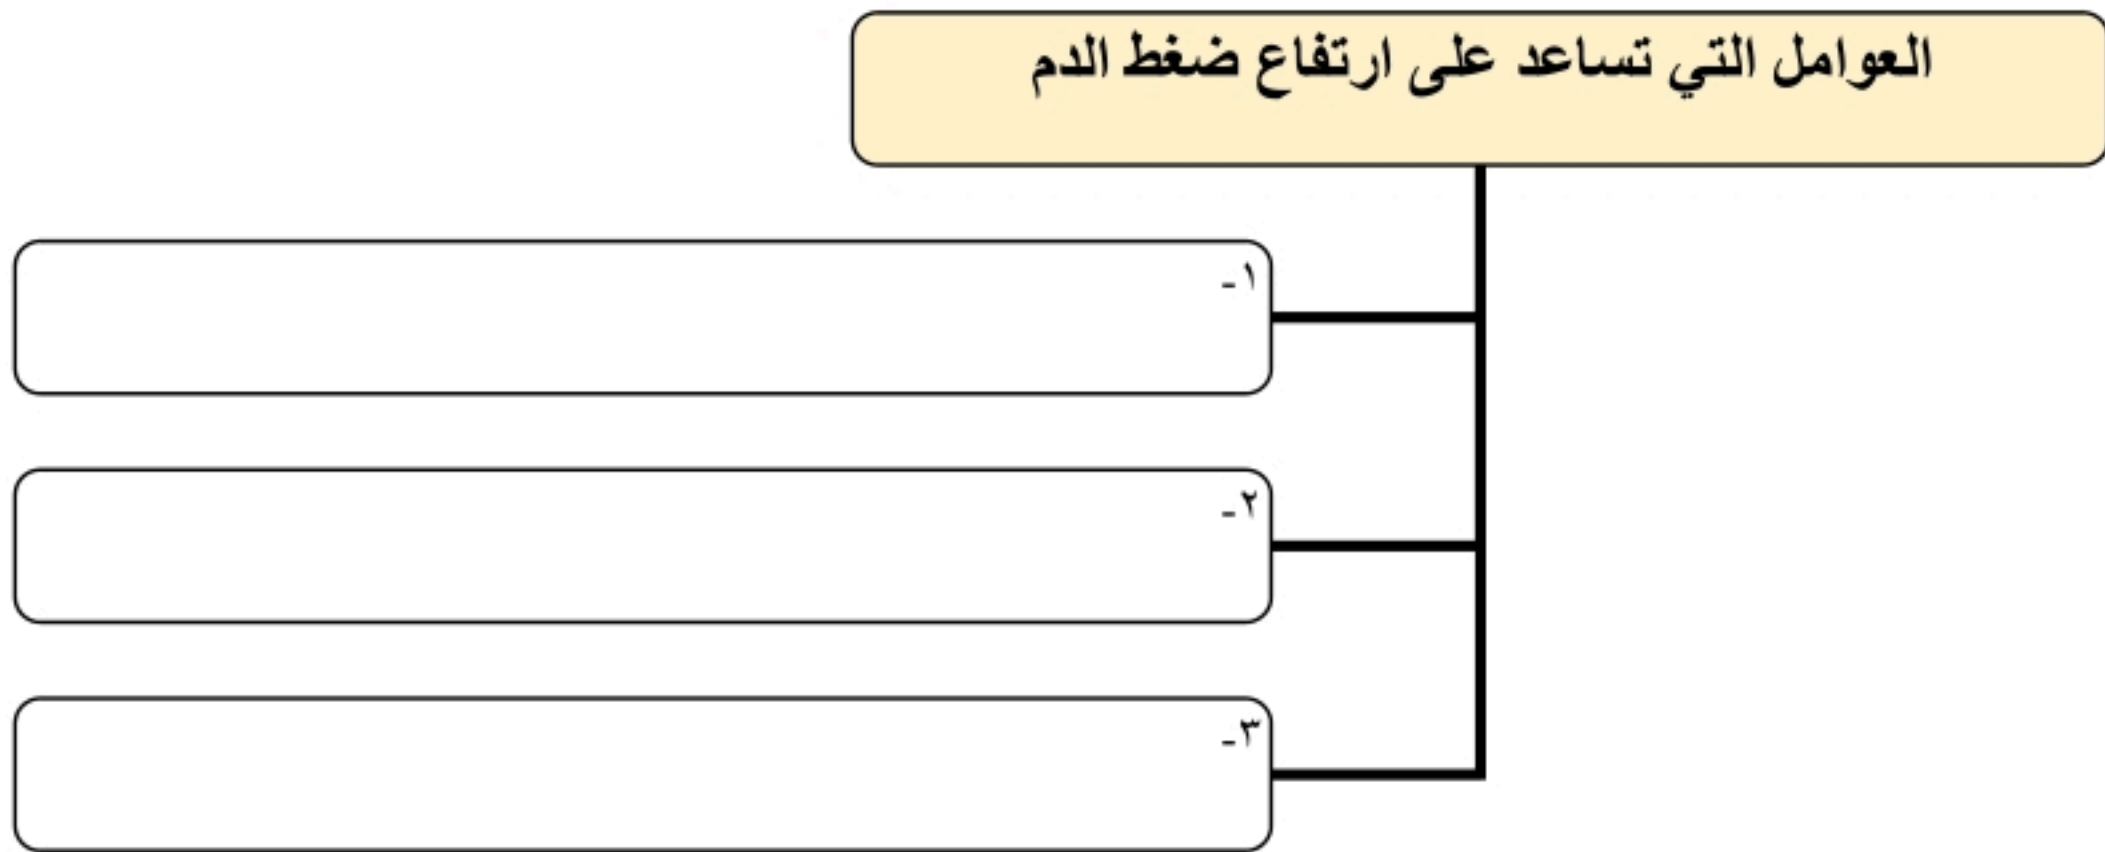 العوامل التي تساعد على ارتفاع ضغط الدم
١-
٢-
٣-